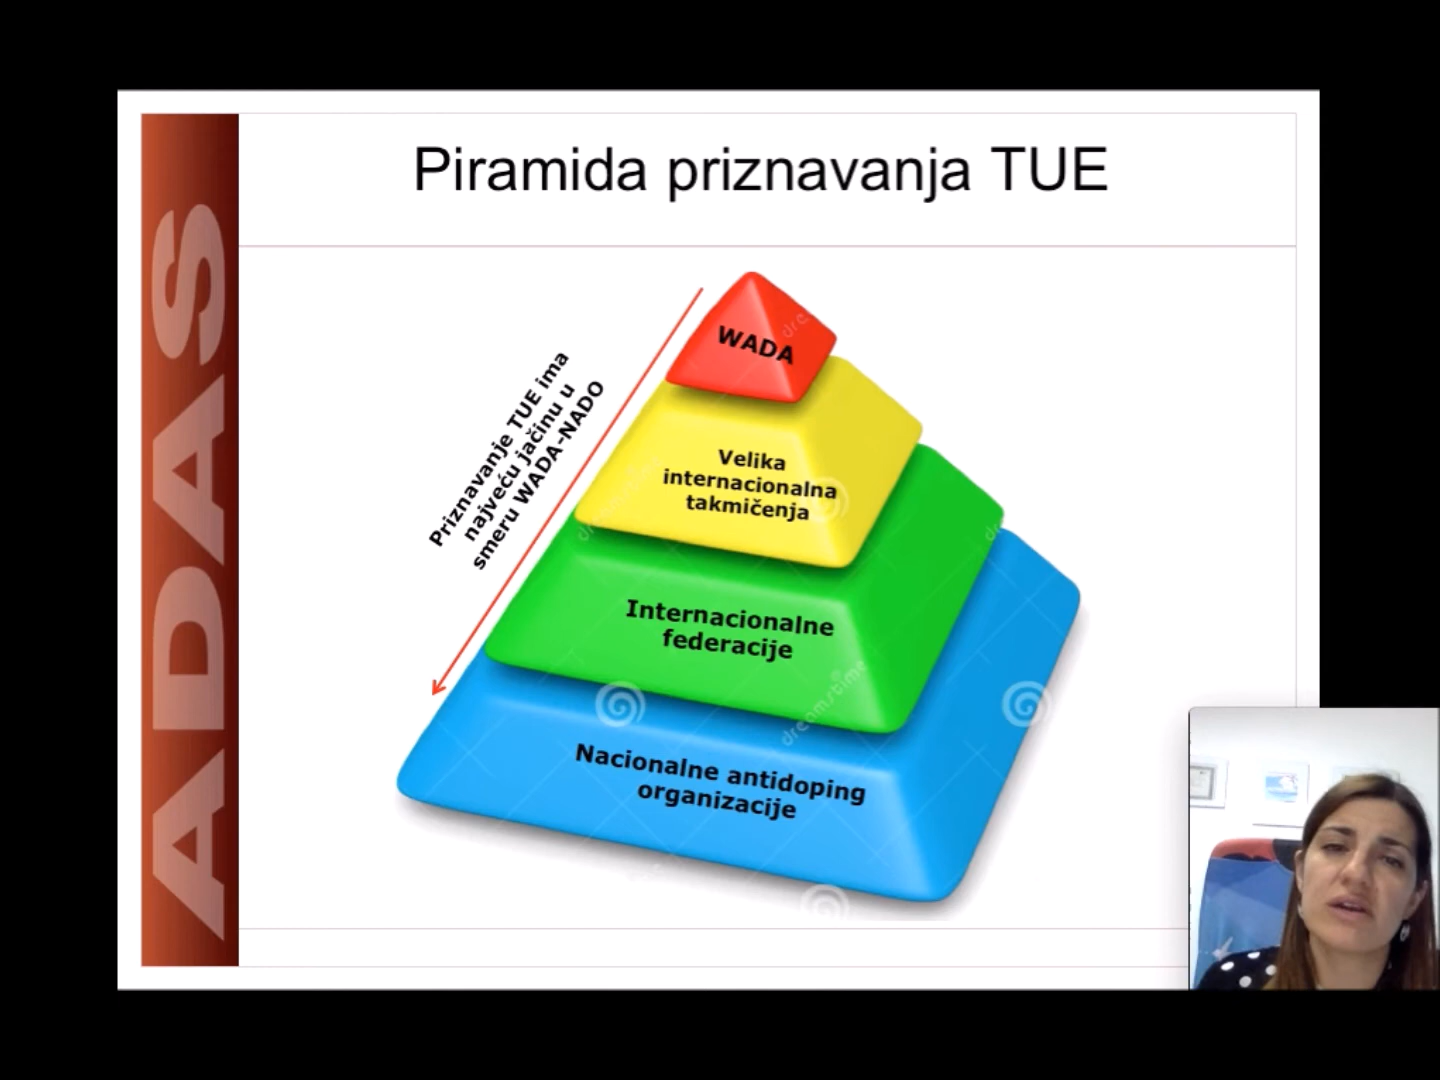 Piramida priznavanja TUE
ADAS
WADA
Priznavanje TUE ima
najveću jačinu u
smeru WADA-NADO
Velika
internacionalna
takmičenja
Internacionalne
federacije
Nacionalne antidoping
organizacije
dreamstime